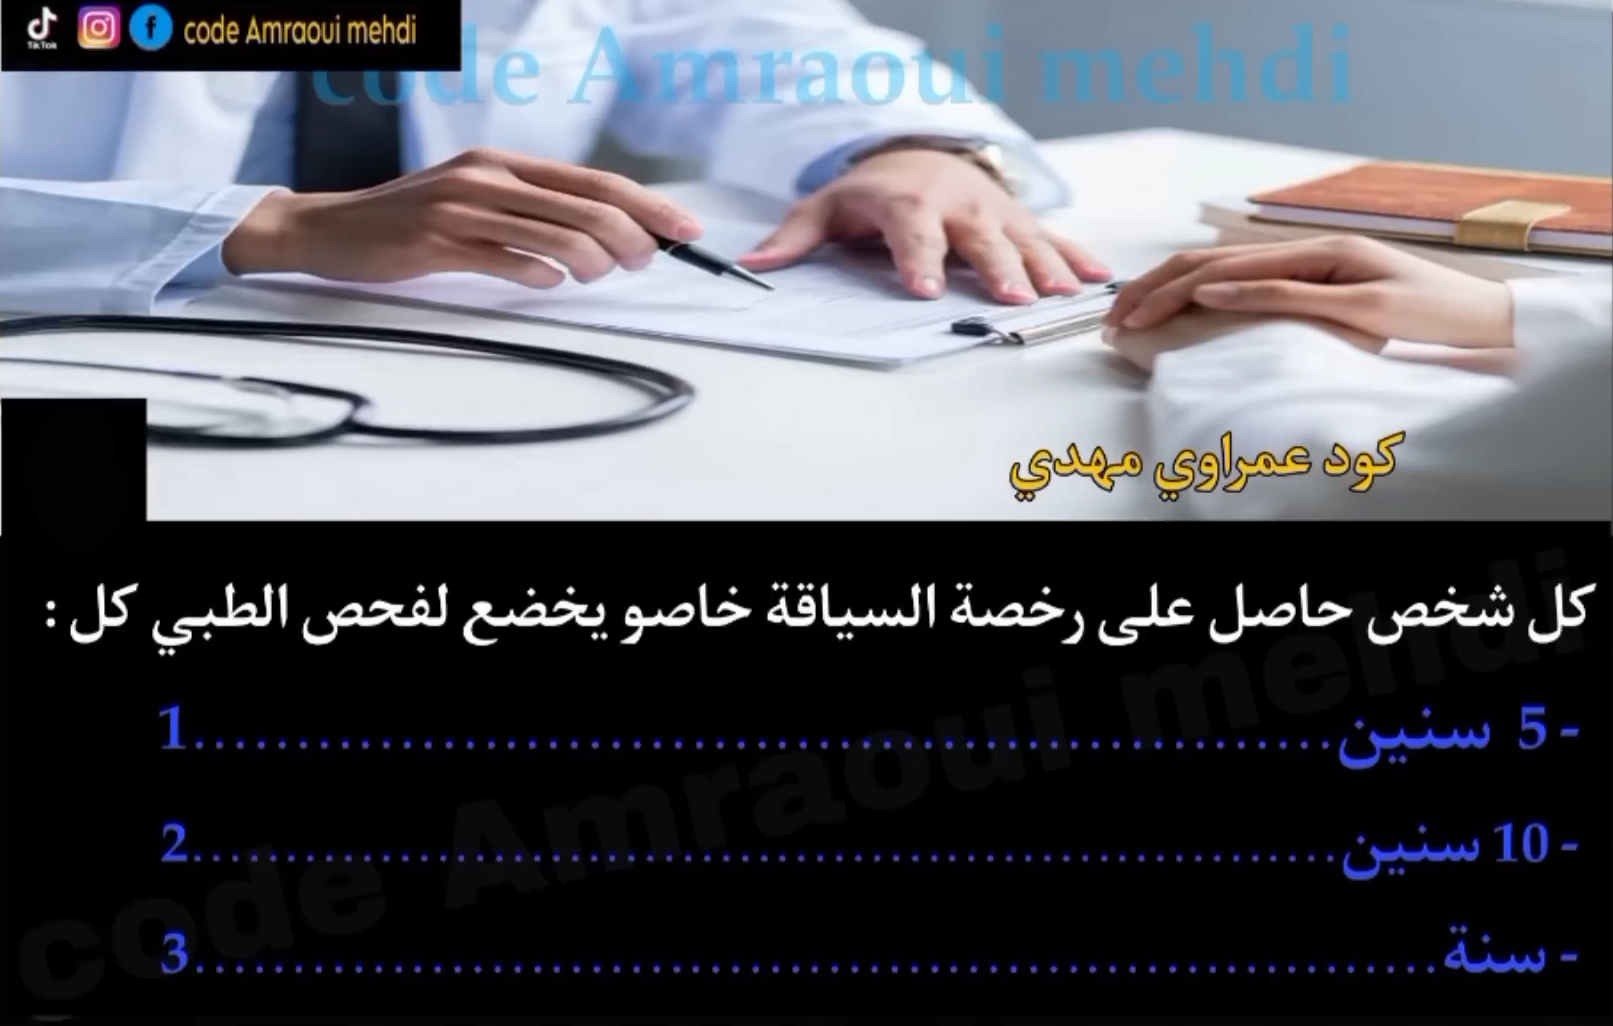 TikTok
code Amraoui mehdi
code Amraoui mehdi
كود عمراوي مهدي
كل شخص حاصل على رخصة السياقة خاصو يخضع لفحص الطبي كل :
- 5 سنين..........................................................1
- 10 سنين..........................................................2
- سنة..........................................................3
code Amraoui mehdi